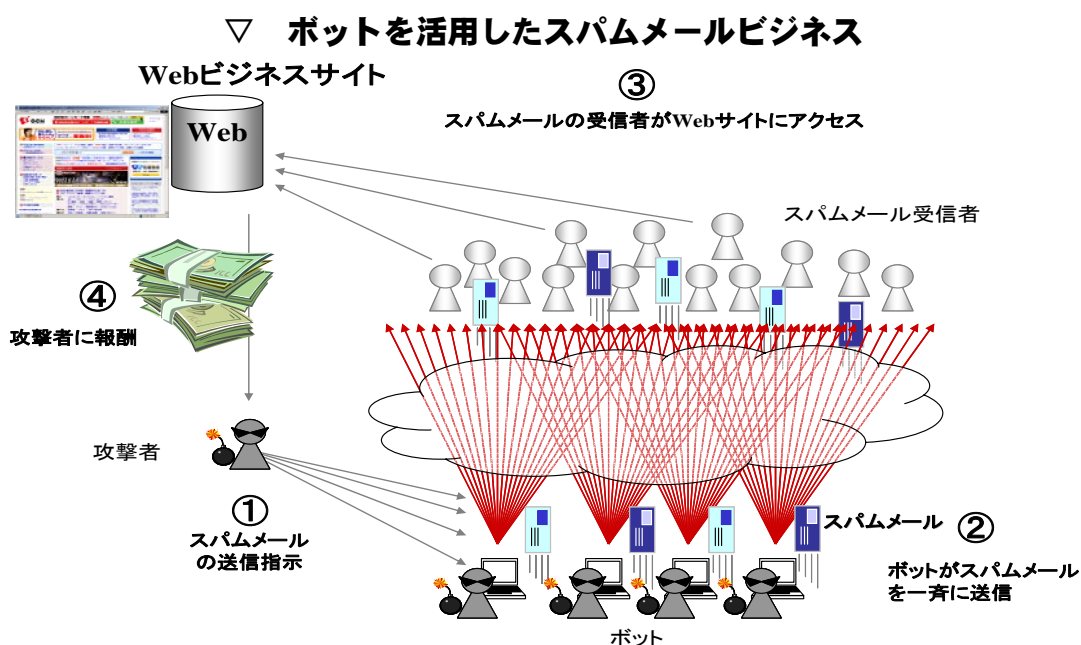 ▽ ボットを活用したスパムメールビジネス
Webビジネスサイト
Web
③
スパムメールの受信者がWebサイトにアクセス
スパムメール受信者
④
攻撃者に報酬
攻撃者
①
スパムメール
の送信指示
スパムメール
②
ボットがスパムメール
を一斉に送信
ボット